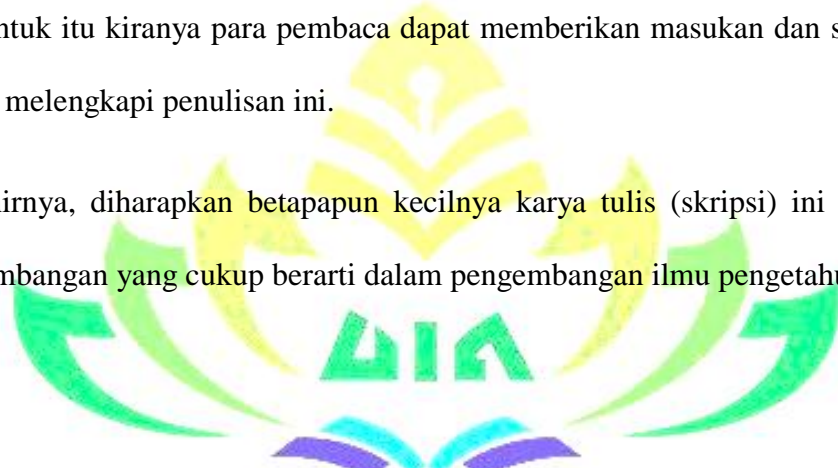 ntuk itu kiranya para pembaca dapat memberikan masukan dan s
melengkapi penulisan ini.
irnya, diharapkan betapapun kecilnya karya tulis (skripsi) ini
mbangan yang cukup berarti dalam pengembangan ilmu pengetahu
UIN